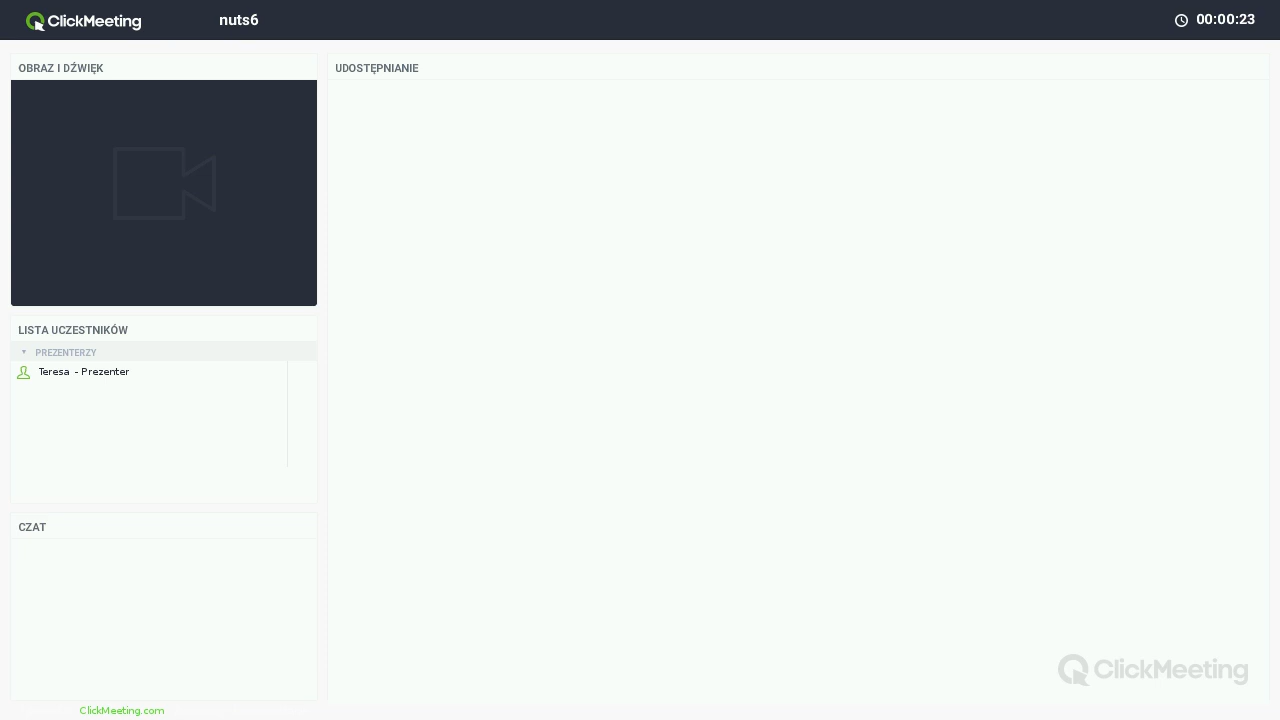 ClickMeeting
nuts6
00:00:23
OBRAZ I DŹWIĘK
UDOSTĘPNIANIE
LISTA UCZESTNIKÓW
PREZENTERZY
Teresa - Prezenter
CZAT
ClickMeeting
ClickMeeting.com